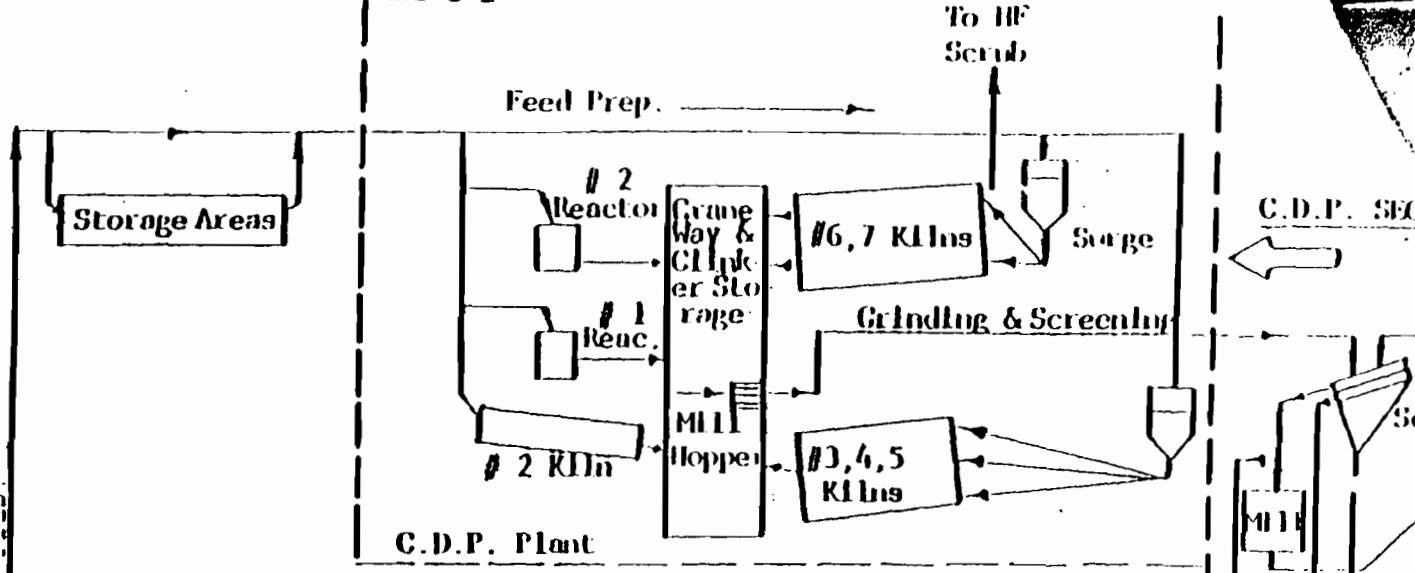 To HF
Scrub
Feed Prep.
# 2
Reactor
Storage Areas
Crane
Way &
Clink
er Sto
rage
#6,7 Kilns
Surge
C.D.P.
# 1
Reac.
Grinding & Screening
Mill
Hopper
# 2 Kiln
#3,4,5
Kilns
Mill
C.D.P. Plant